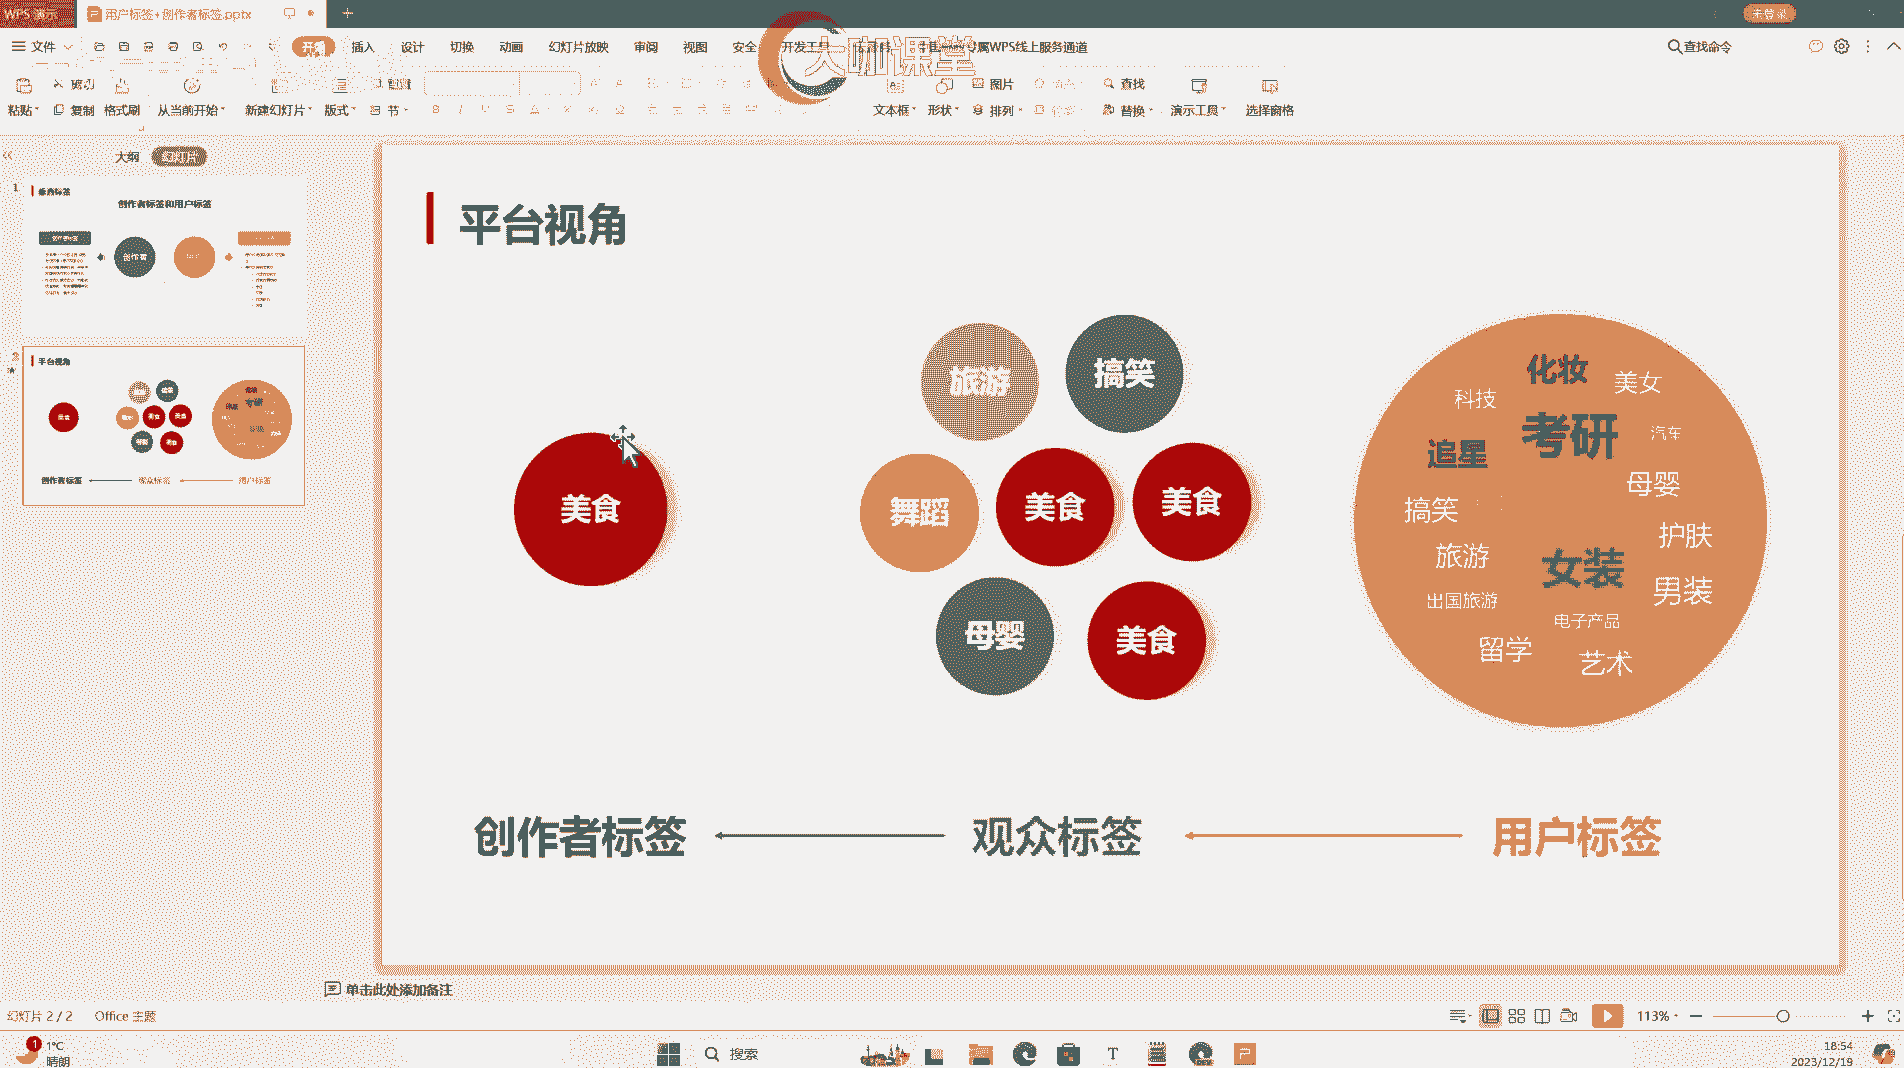 WPS 演示
用户标签+创作者标签.pptx
未登录
文件
开始
插入
设计
切换
动画
幻灯片放映
审阅
视图
安全
开发工具
属WPS线上服务通道
查找命令
大咖课堂
粘贴
剪切
复制
格式刷
从当前开始
新建幻灯片
版式
重置
节
文本框
形状
图片
排列
查找
替换
演示工具
选择窗格
大纲
幻灯片
1
创作者标签和用户标签
创作者
2
平台视角
美食
创作者标签
观众标签
用户标签
平台视角
美食
旅游
搞笑
舞蹈
美食
美食
母婴
美食
化妆
科技
美女
考研
汽车
追星
母婴
搞笑
护肤
旅游
女装
男装
出国旅游
电子产品
留学
艺术
创作者标签
观众标签
用户标签
单击此处添加备注
幻灯片 2 / 2
Office 主题
113%
1
1°C
晴朗
搜索
18:54
2023/12/19